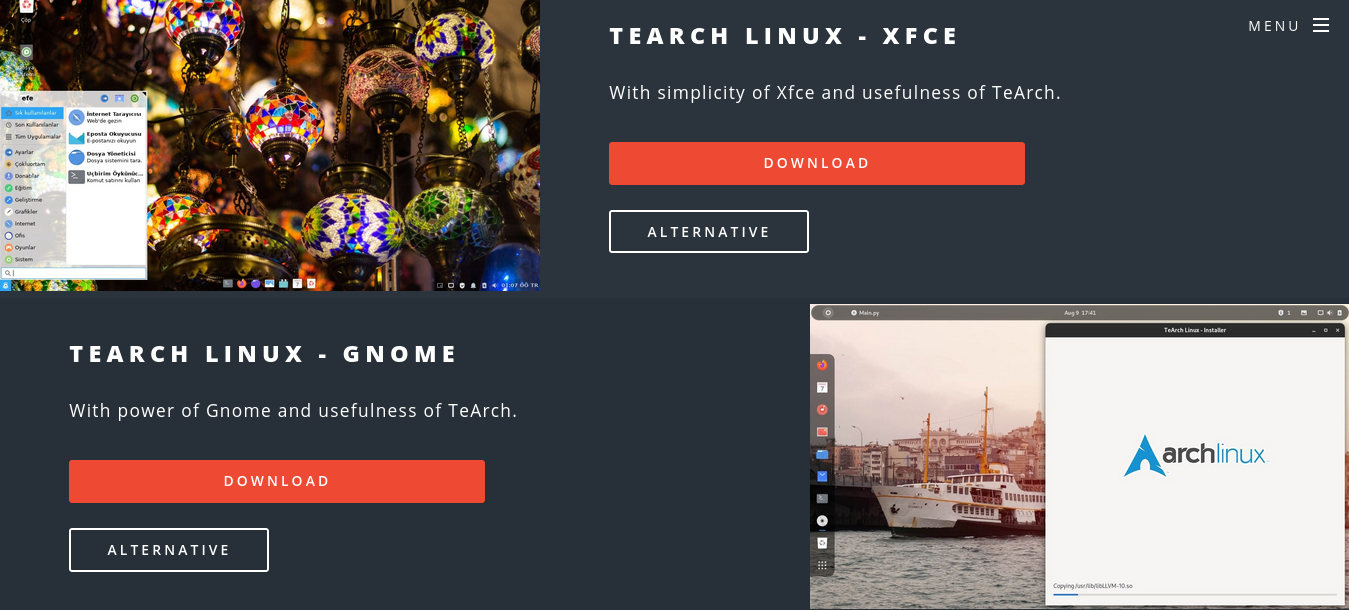 Çöp
efe
Sık kullanılanlar
Son Kullanılanlar
Tüm Uygulamalar
Ayarlar
Çokluortam
Donatılar
Eğitim
Geliştirme
Grafikler
İnternet
Ofis
Oyunlar
Sistem
İnternet Tarayıcısı
Web'de gezin
Eposta Okuyucusu
E-postanızı okuyun
Dosya Yöneticisi
Dosya sistemini tara.
Uçbirim Öykünüc...
Komut satırını kullan
01:07 ÖÖ TR
MENU
TEARCH LINUX - XFCE
With simplicity of Xfce and usefulness of TeArch.
DOWNLOAD
ALTERNATIVE
TEARCH LINUX - GNOME
With power of Gnome and usefulness of TeArch.
DOWNLOAD
ALTERNATIVE
Main.py
Aug 9 17:41
1
TeArch Linux - Installer
7
archlinux
Copying /usr/lib/libLLVM-10.so